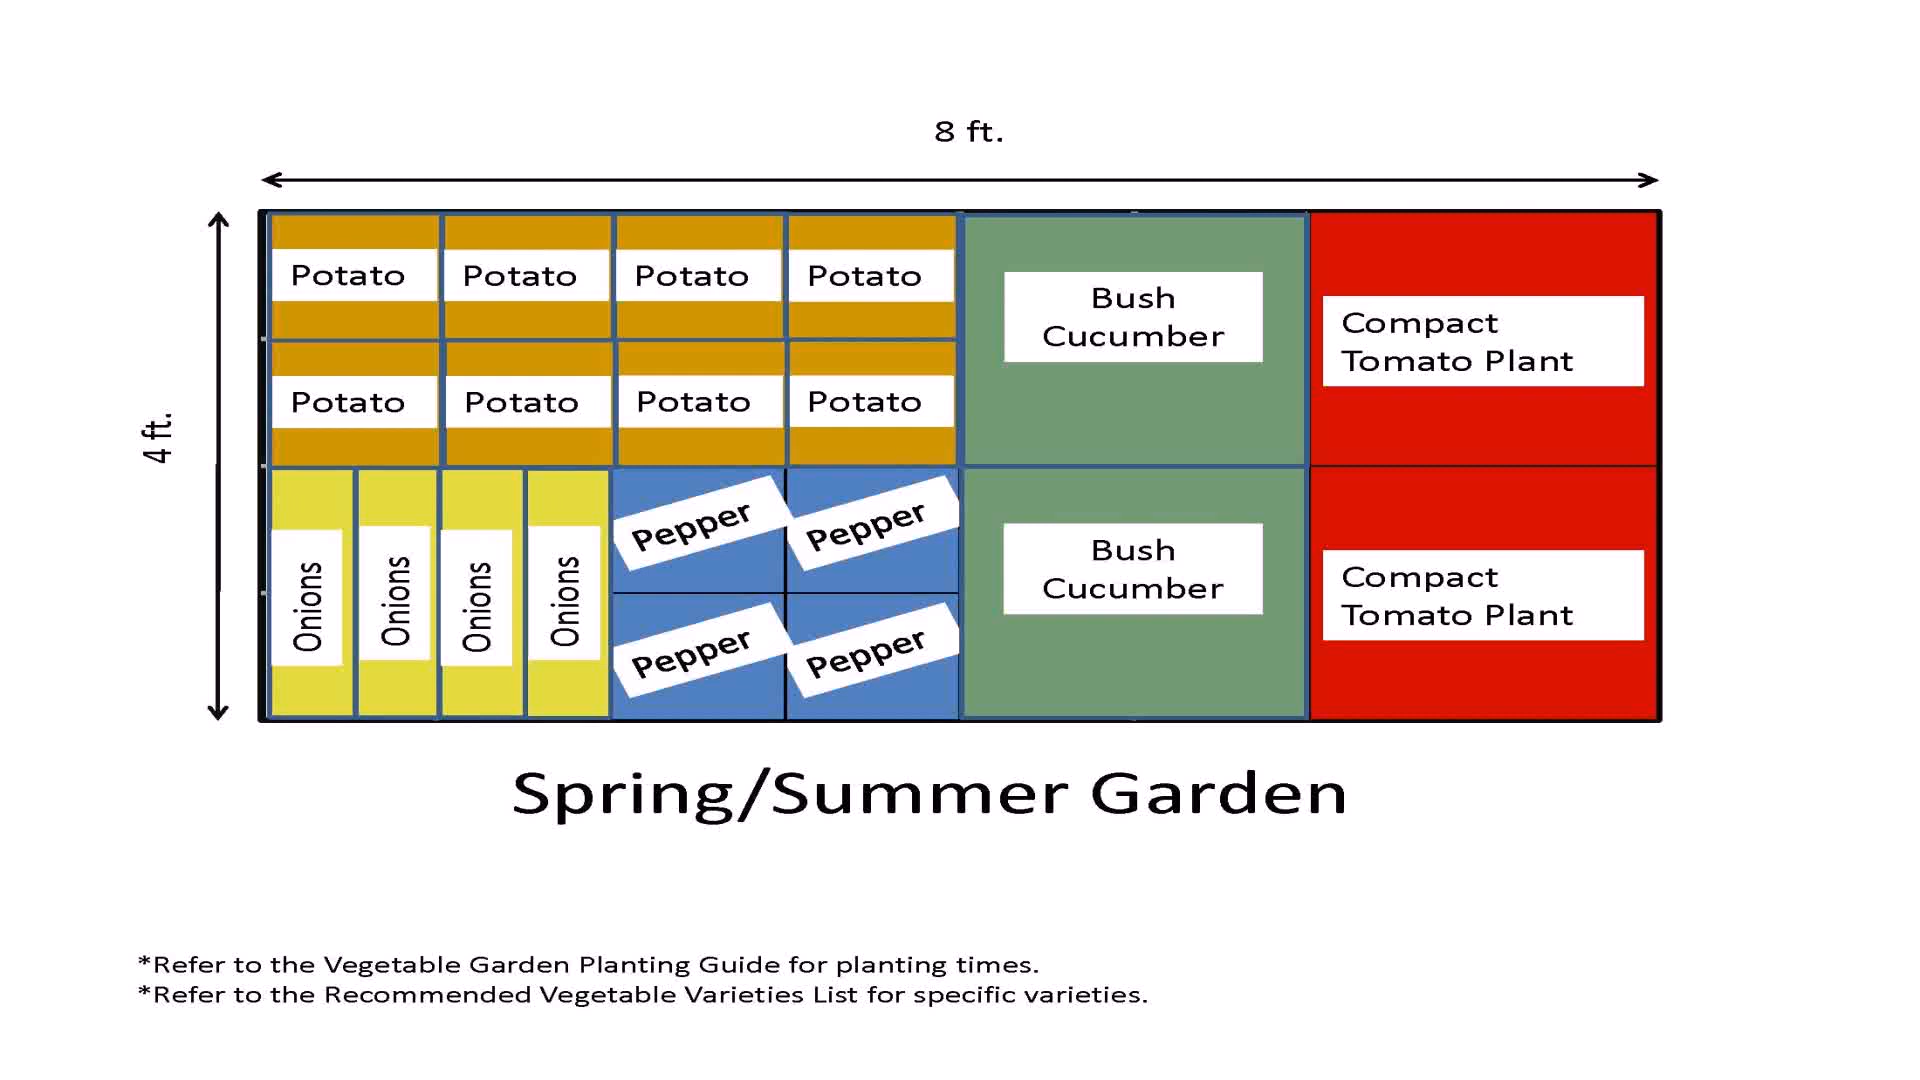 8 ft.
4 ft.
Potato Potato Potato Potato
Potato Potato Potato Potato
Bush
Cucumber
Compact
Tomato Plant
Onions Onions Onions Onions
Pepper Pepper
Pepper Pepper
Bush
Cucumber
Compact
Tomato Plant
Spring/Summer Garden
*Refer to the Vegetable Garden Planting Guide for planting times.
*Refer to the Recommended Vegetable Varieties List for specific varieties.